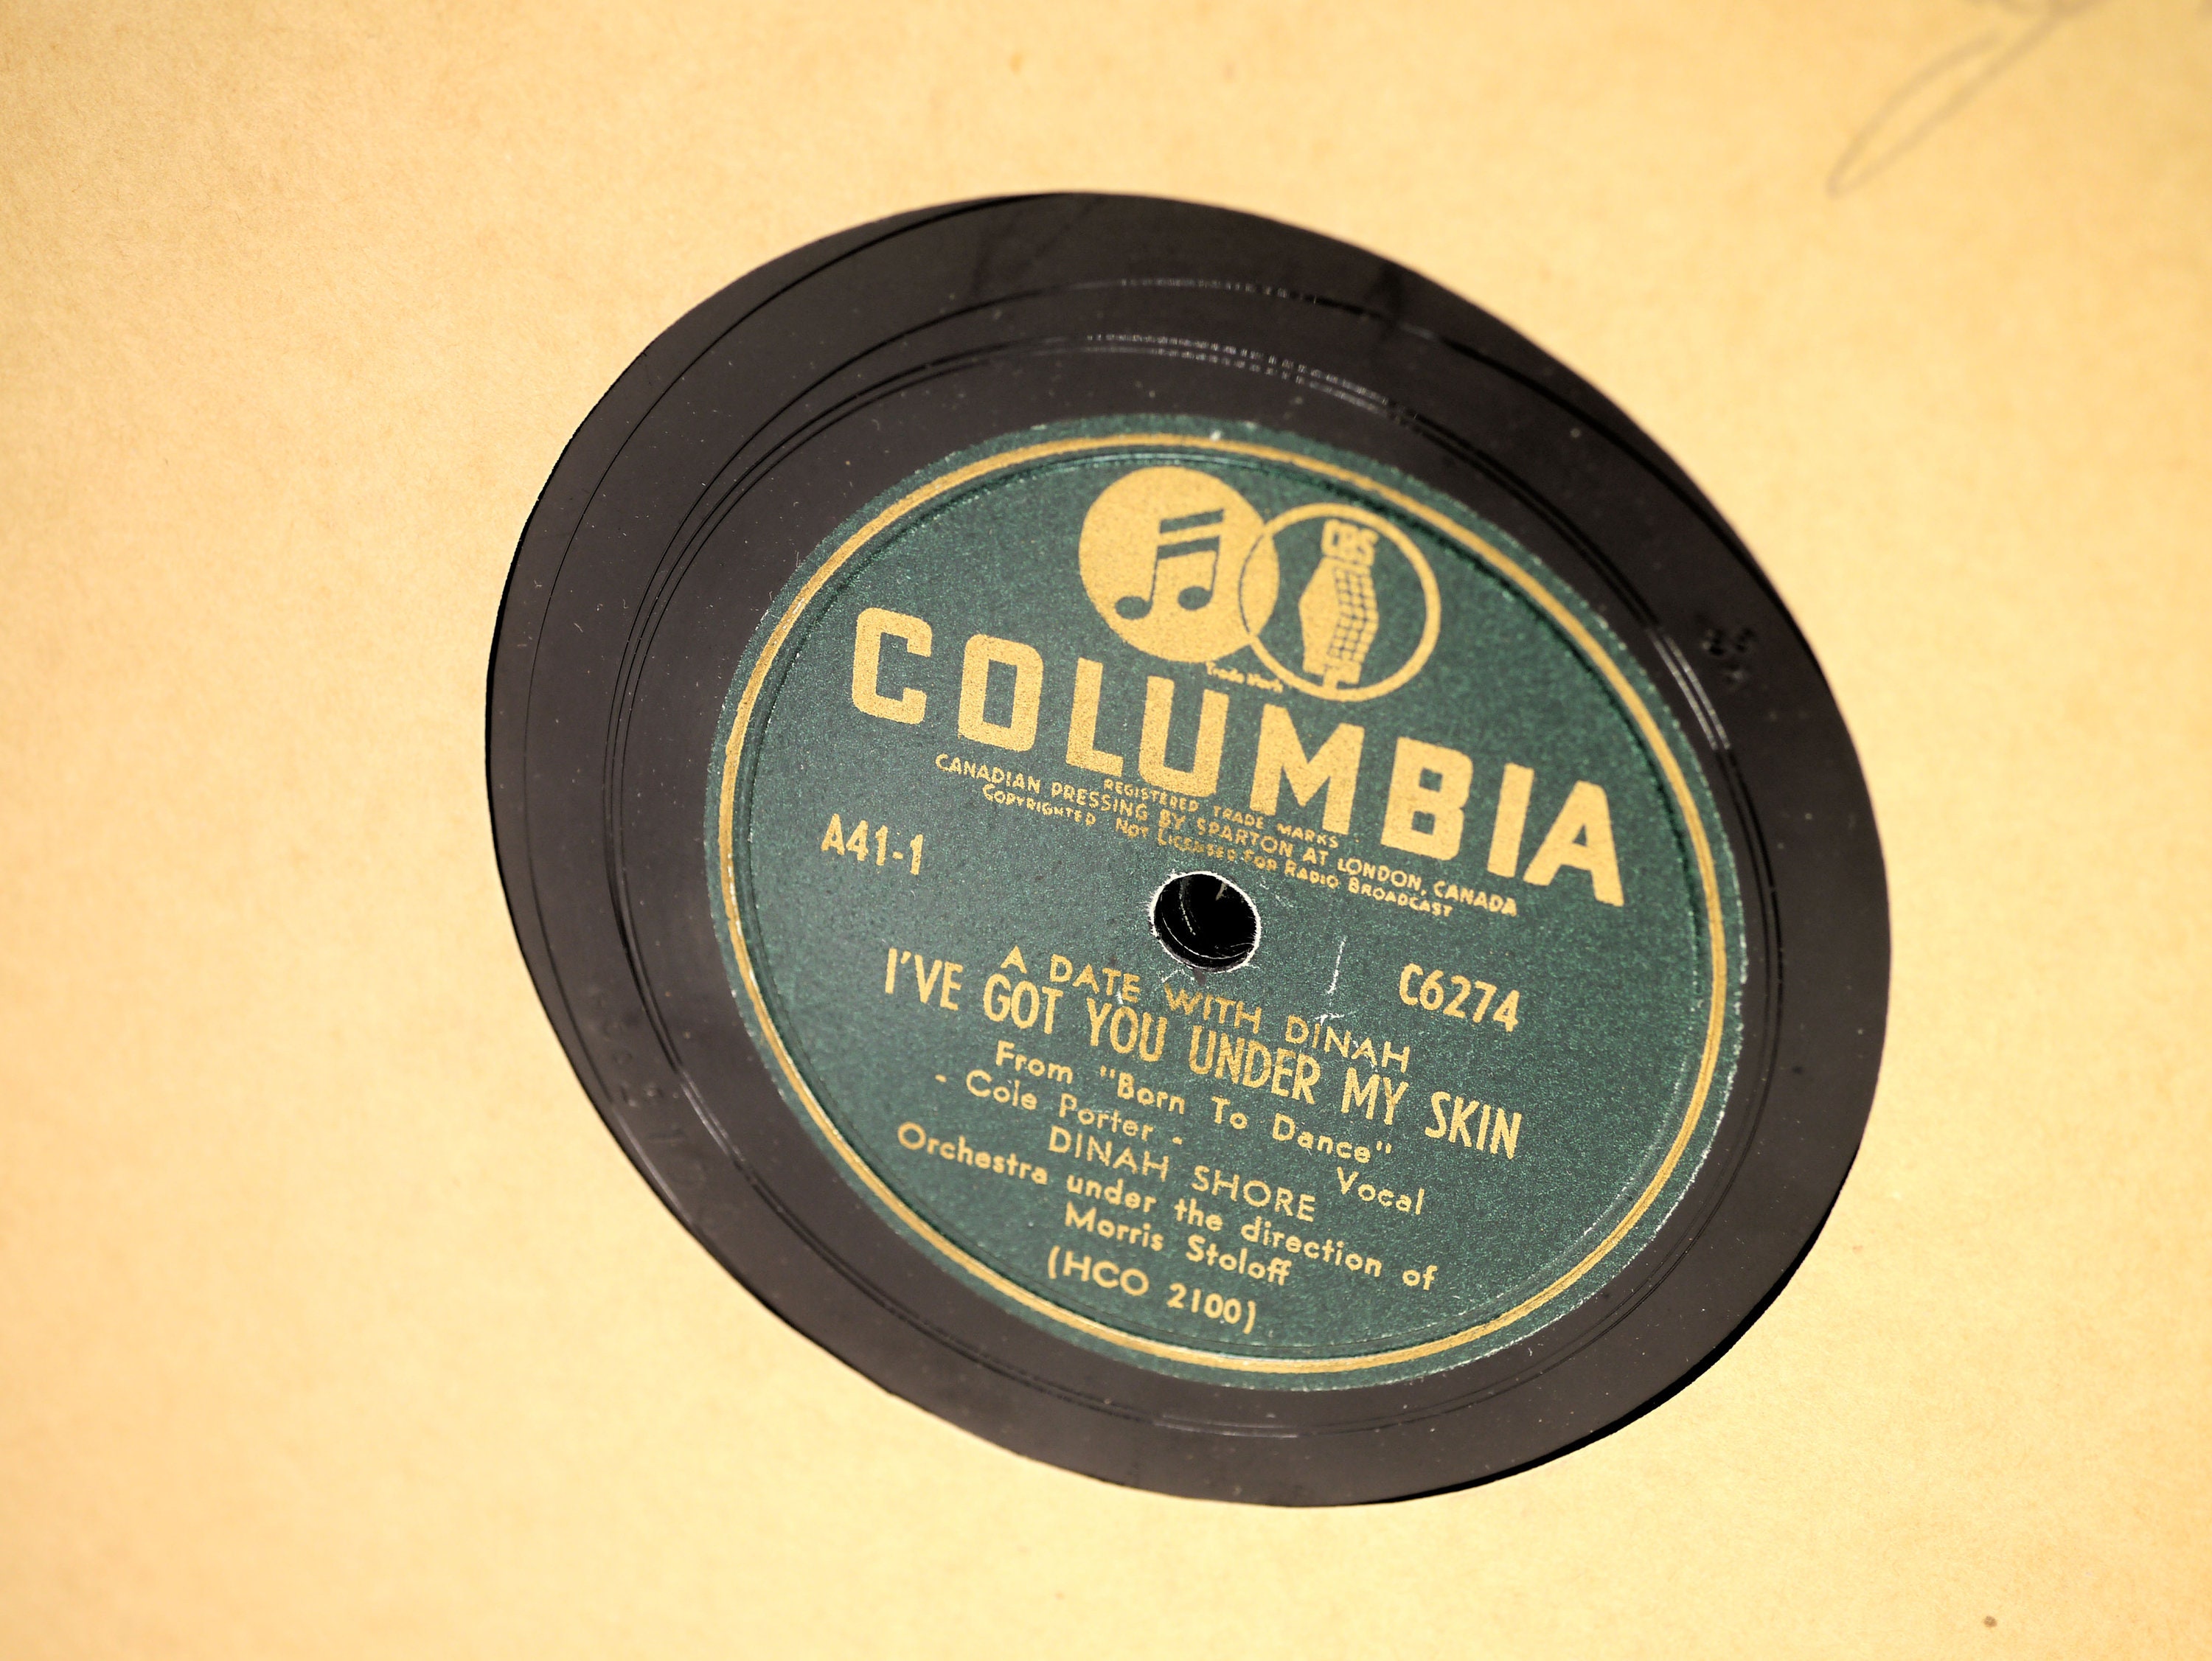 CBS
Trade Mark
COLUMBIA
REGISTERED TRADE MARKS
CANADIAN PRESSING BY SPARTON AT LONDON, CANADA
COPYRIGHTED NOT LICENSED FOR RADIO BROADCAST
A41-1
C6274
A DATE WITH DINAH
I'VE GOT YOU UNDER MY SKIN
From "Born To Dance"
- Cole Porter -
Vocal
DINAH SHORE
Orchestra under the direction of
Morris Stoloff
(HCO 2100)